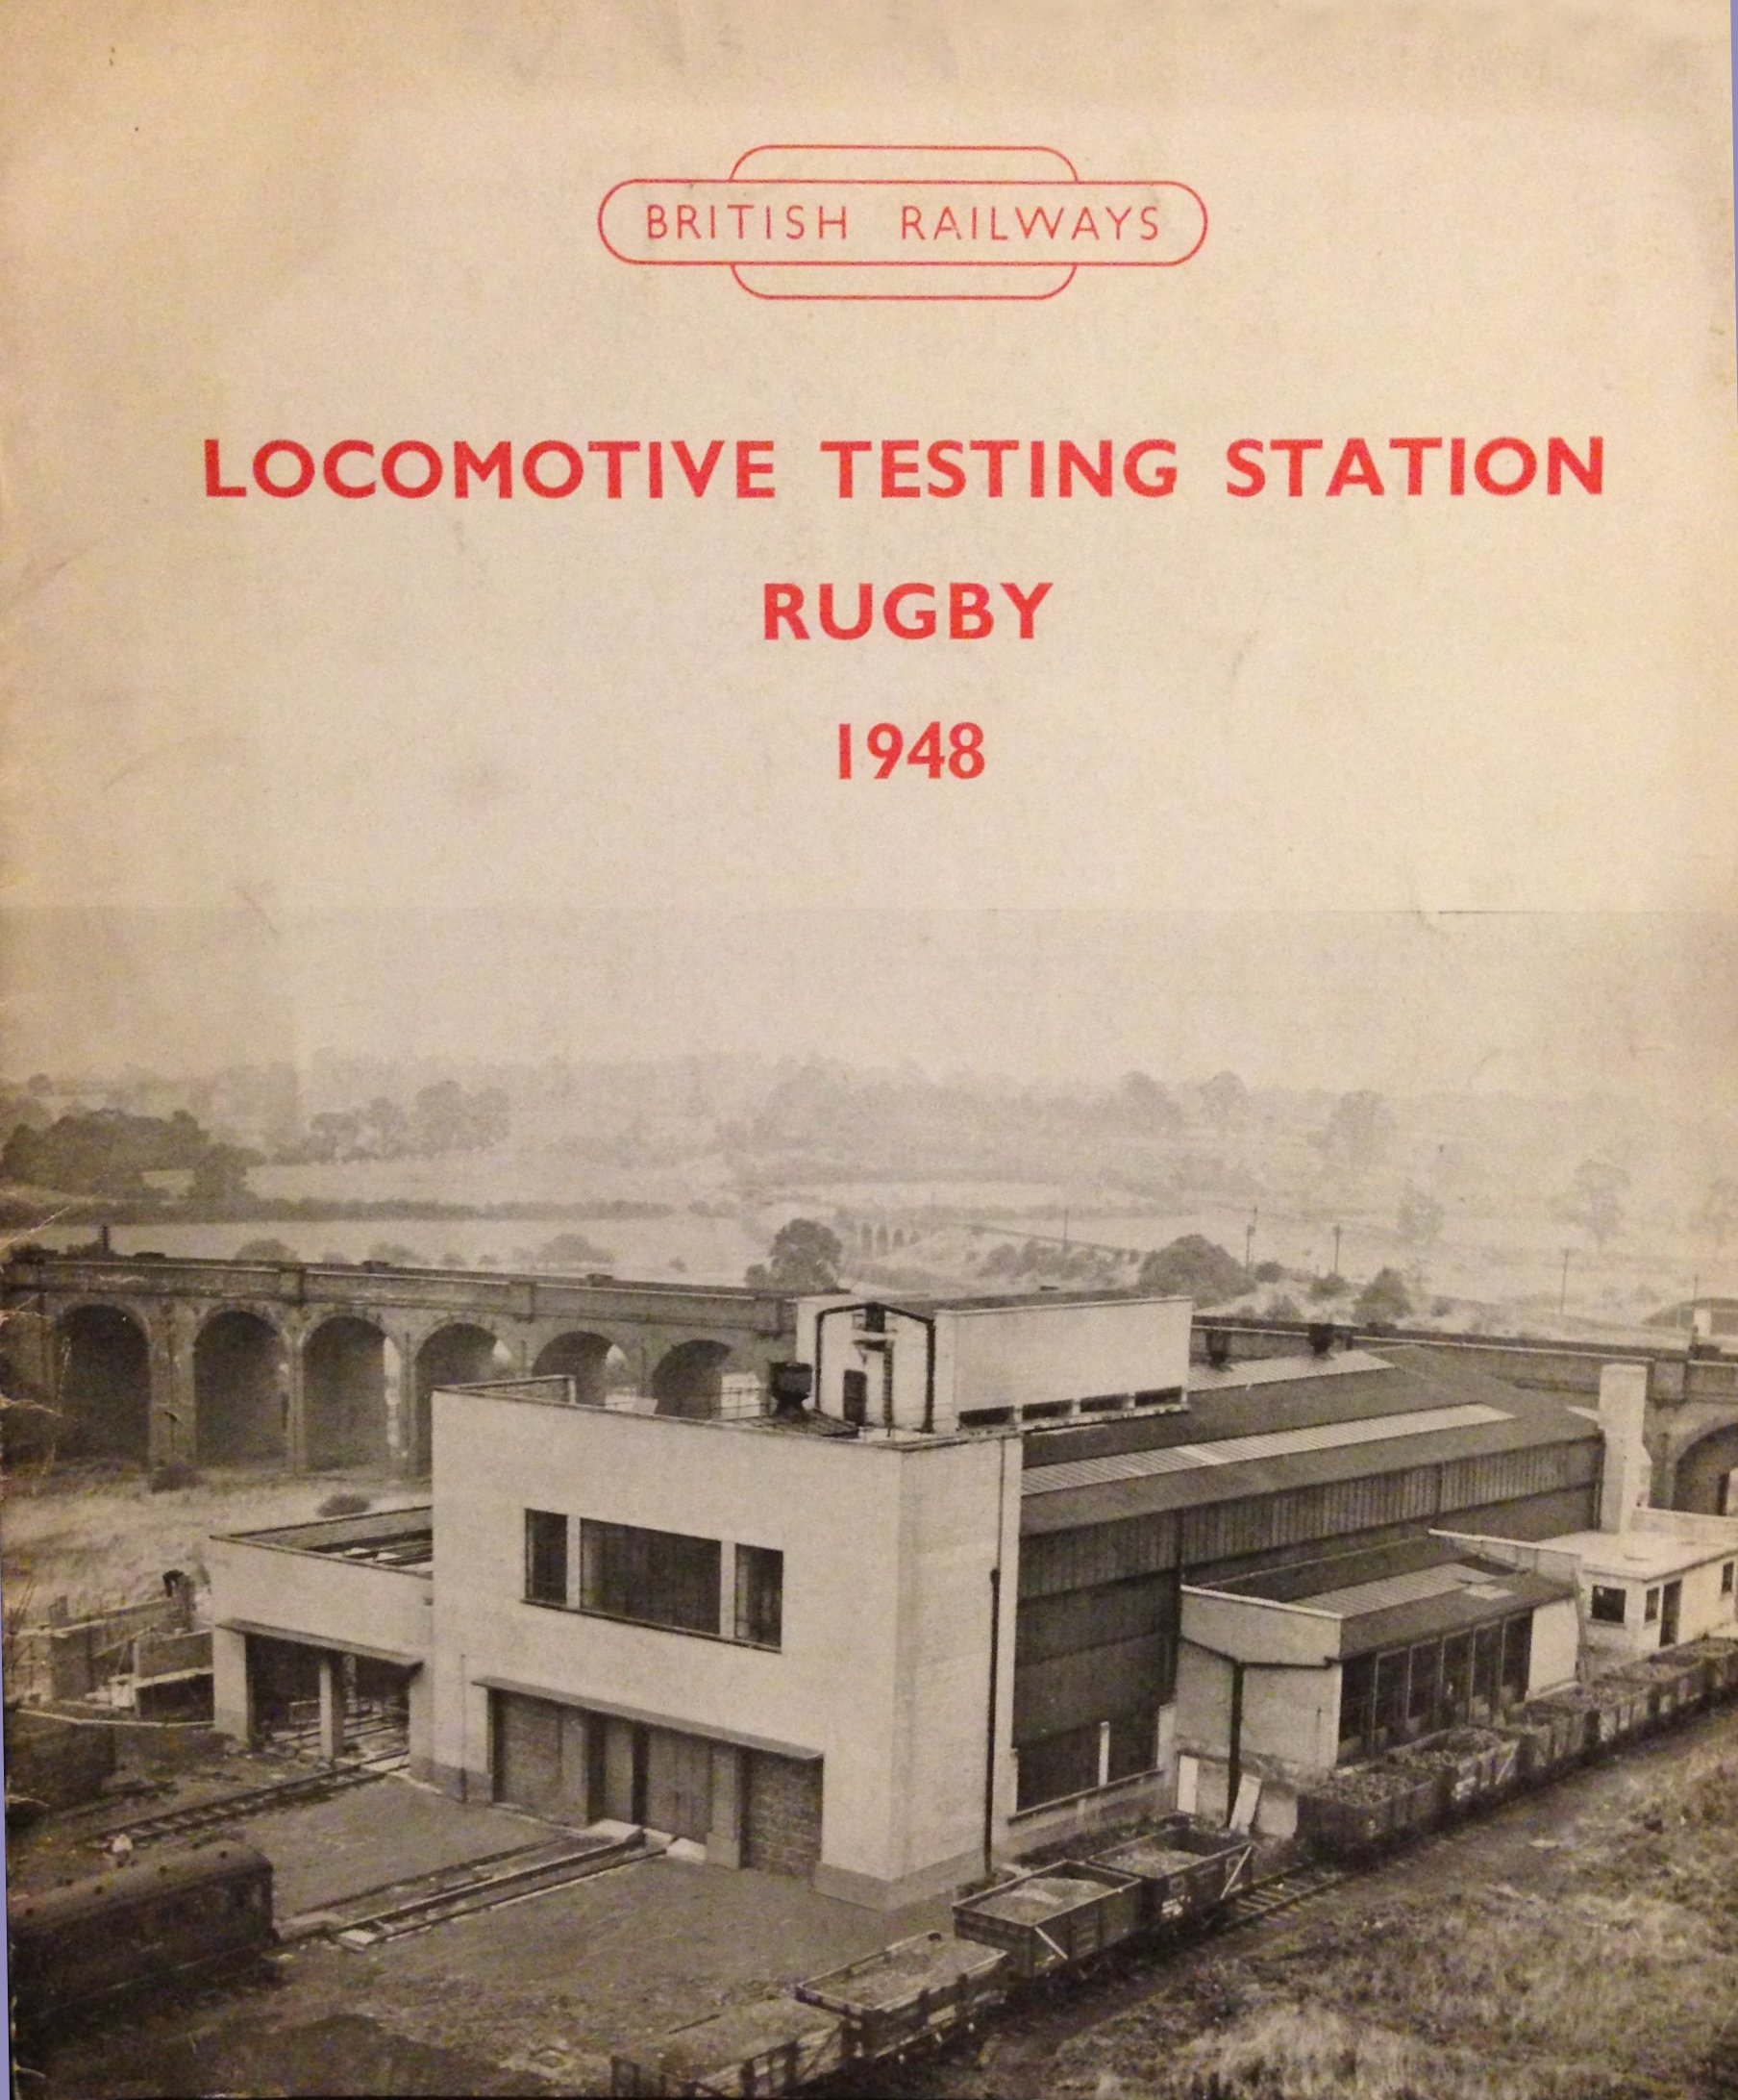 BRITISH RAILWAYS
LOCOMOTIVE TESTING STATION
RUGBY
1948